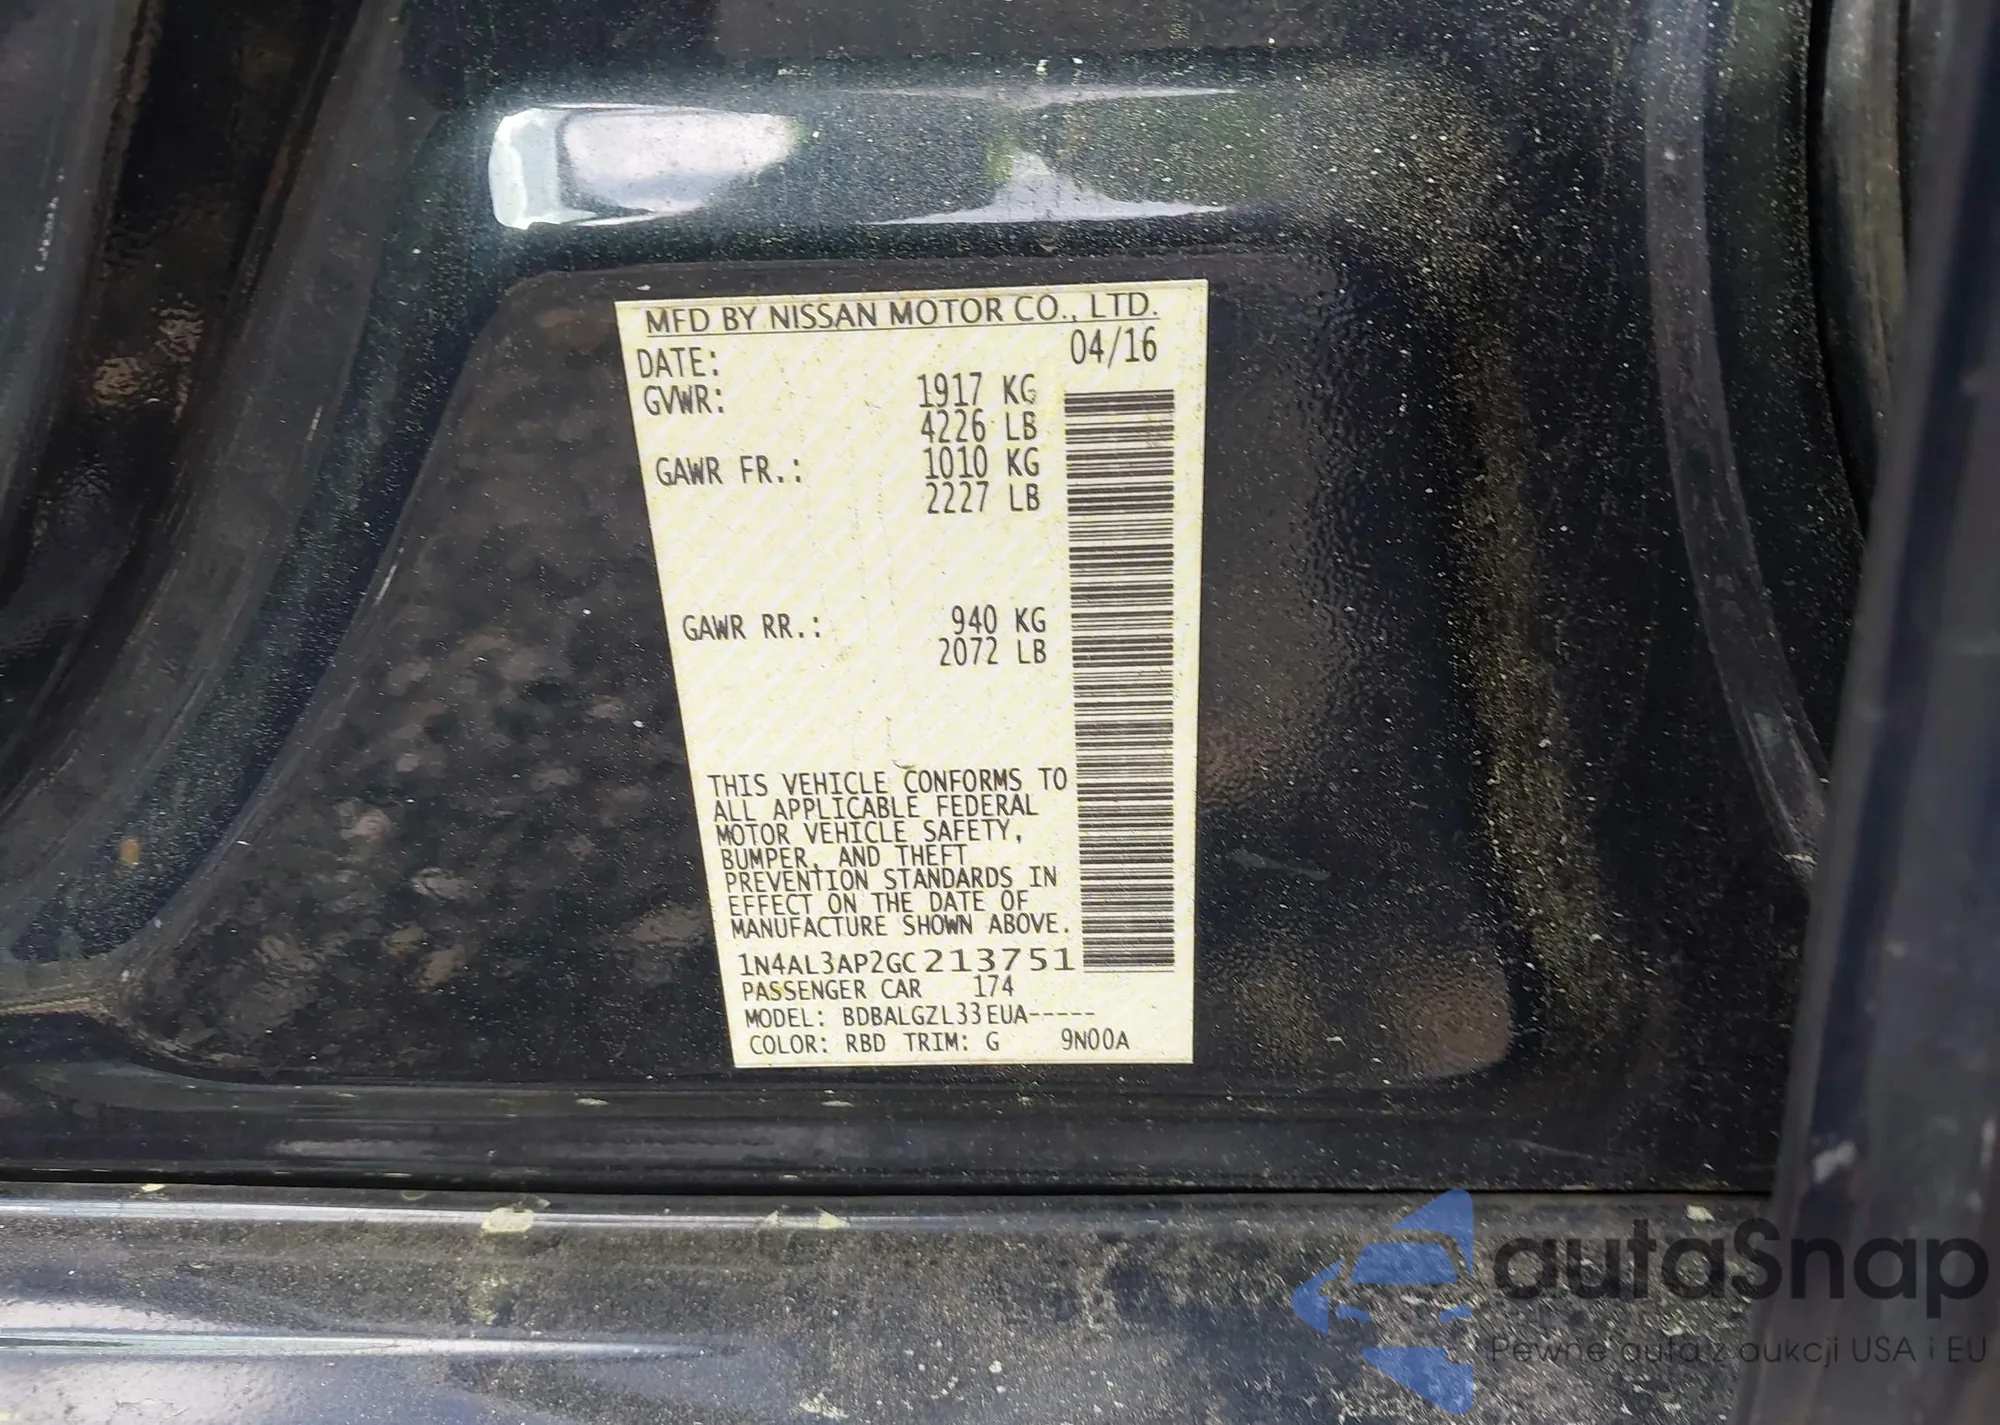 MFD BY NISSAN MOTOR CO., LTD.
DATE: 04/16
GVWR: 1917 KG
4226 LB
GAWR FR.: 1010 KG
2227 LB
GAWR RR.: 940 KG
2072 LB
THIS VEHICLE CONFORMS TO
ALL APPLICABLE FEDERAL
MOTOR VEHICLE SAFETY,
BUMPER, AND THEFT
PREVENTION STANDARDS IN
EFFECT ON THE DATE OF
MANUFACTURE SHOWN ABOVE.
1N4AL3AP2GC213751
PASSENGER CAR 174
MODEL: BDBALGZL33EUA-----
COLOR: RBD TRIM: G 9N00A
autaSnap
Pewne auta z aukcji USA i EU